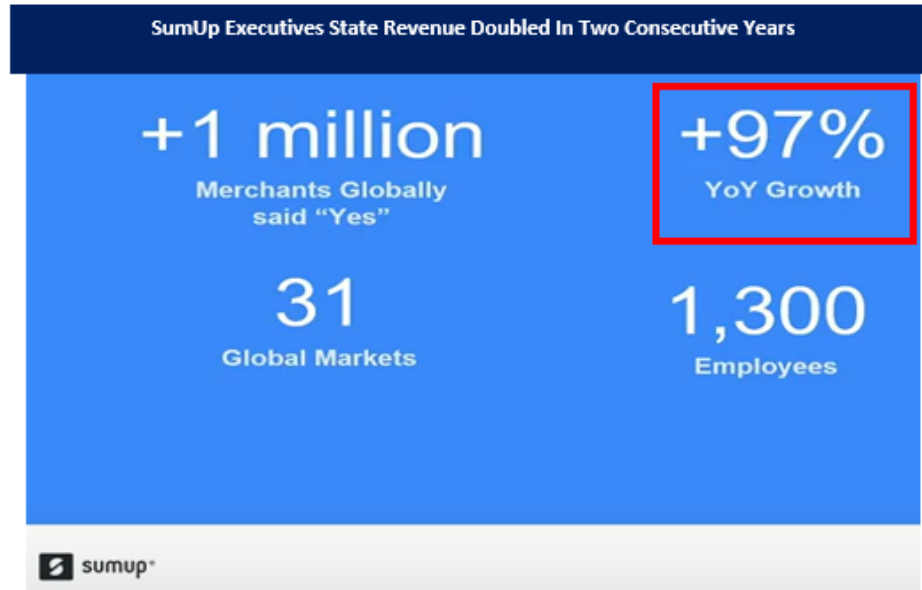 SumUp Executives State Revenue Doubled In Two Consecutive Years
+1 million
Merchants Globally
said “Yes”
+97%
YoY Growth
31
Global Markets
1,300
Employees
sumup®